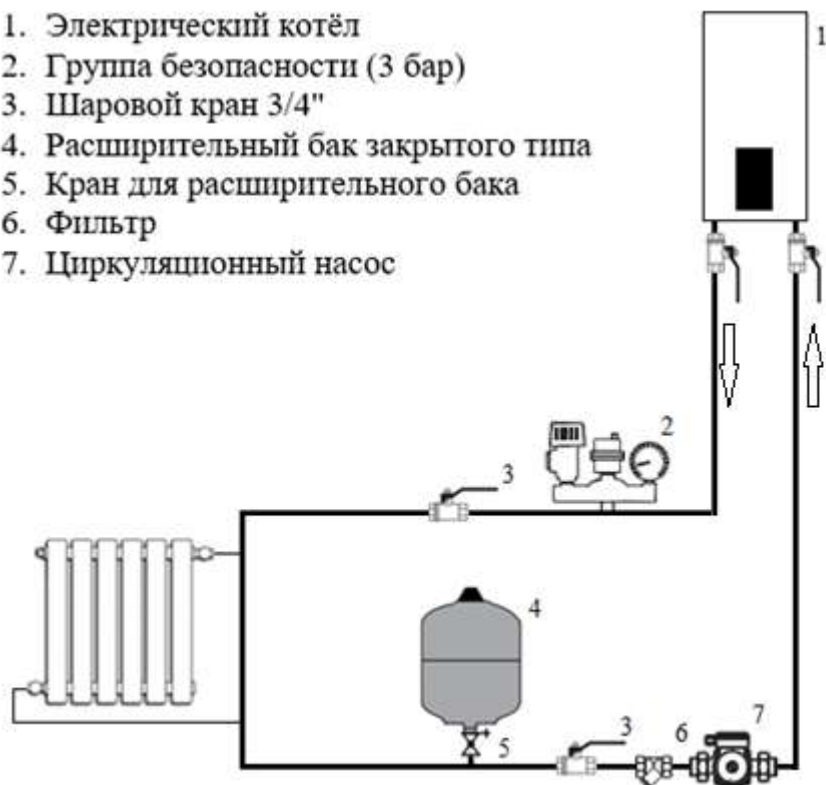 1. Электрический котёл
2. Группа безопасности (3 бар)
3. Шаровой кран 3/4"
4. Расширительный бак закрытого типа
5. Кран для расширительного бака
6. Фильтр
7. Циркуляционный насос
1
2
3
4
5
3
6
7